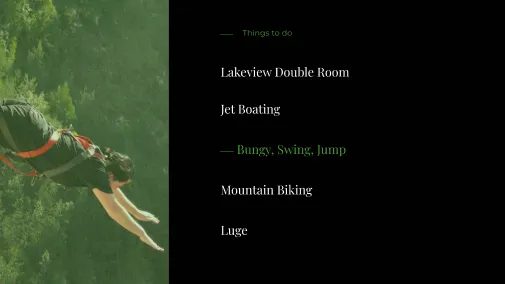 Things to do
Lakeview Double Room
Jet Boating
Bungy, Swing, Jump
Mountain Biking
Luge